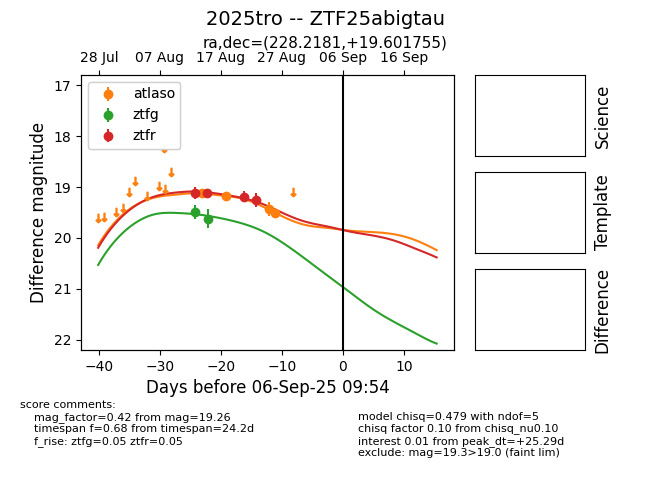 2025tro -- ZTF25abigtau
ra,dec=(228.2181,+19.601755)
28 Jul 07 Aug 17 Aug 27 Aug 06 Sep 16 Sep
17
18
19
20
21
22
Difference magnitude
atlaso
ztfg
ztfr
−40 −30 −20 −10 0 10
Days before 06-Sep-25 09:54
Science
Template
Difference
score comments:
mag_factor=0.42 from mag=19.26
timespan f=0.68 from timespan=24.2d
f_rise: ztfg=0.05 ztfr=0.05
model chisq=0.479 with ndof=5
chisq factor 0.10 from chisq_nu0.10
interest 0.01 from peak_dt=+25.29d
exclude: mag=19.3>19.0 (faint lim)